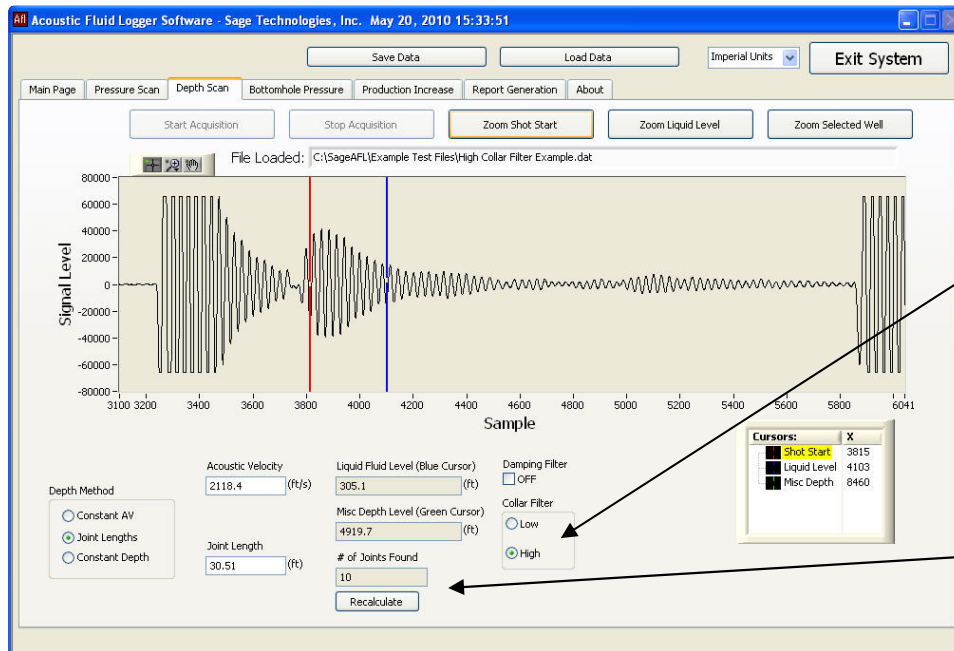 Afl Acoustic Fluid Logger Software - Sage Technologies, Inc. May 20, 2010 15:33:51
Save Data Load Data Imperial Units Exit System
Main Page Pressure Scan Depth Scan Bottomhole Pressure Production Increase Report Generation About
Start Acquisition Stop Acquisition Zoom Shot Start Zoom Liquid Level Zoom Selected Well
File Loaded: C:\SageAFL\Example Test Files\High Collar Filter Example.dat
80000
60000
40000
20000
0
-20000
-40000
-60000
-80000
Signal Level
3100 3200 3400 3600 3800 4000 4200 4400 4600 4800 5000 5200 5400 5600 5800 6041
Sample
Cursors: X
Shot Start 3815
Liquid Level 4103
Misc Depth 8460
Depth Method
Constant AV
Joint Lengths
Constant Depth
Acoustic Velocity
2118.4 (ft/s)
Joint Length
30.51 (ft)
Liquid Fluid Level (Blue Cursor)
305.1 (ft)
Misc Depth Level (Green Cursor)
4919.7 (ft)
# of Joints Found
10
Recalculate
Damping Filter
OFF
Collar Filter
Low
High